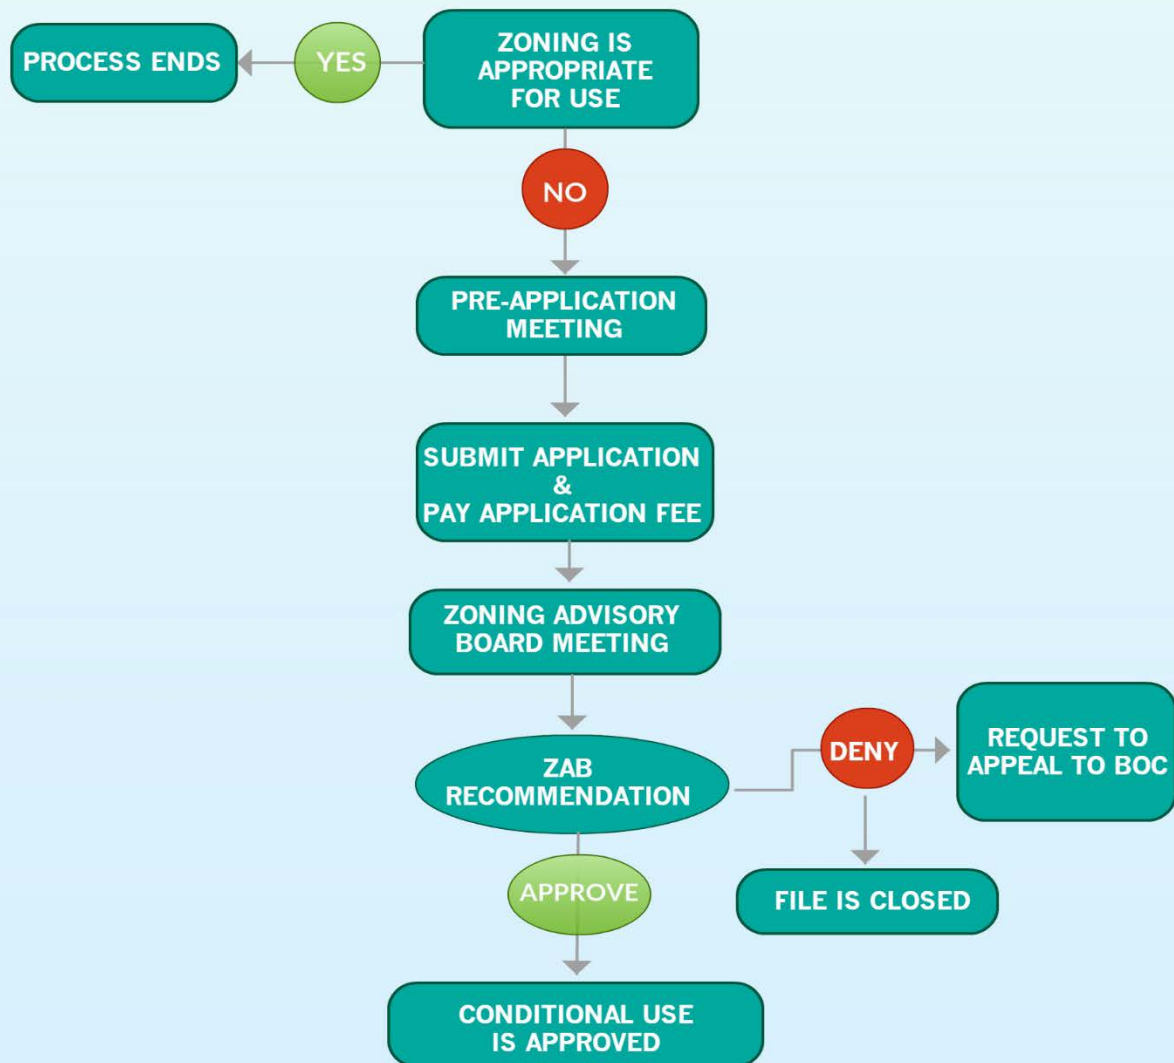 PROCESS ENDS
YES
ZONING IS
APPROPRIATE
FOR USE
NO
PRE-APPLICATION
MEETING
SUBMIT APPLICATION
&
PAY APPLICATION FEE
ZONING ADVISORY
BOARD MEETING
ZAB
RECOMMENDATION
DENY
REQUEST TO
APPEAL TO BOC
APPROVE
FILE IS CLOSED
CONDITIONAL USE
IS APPROVED